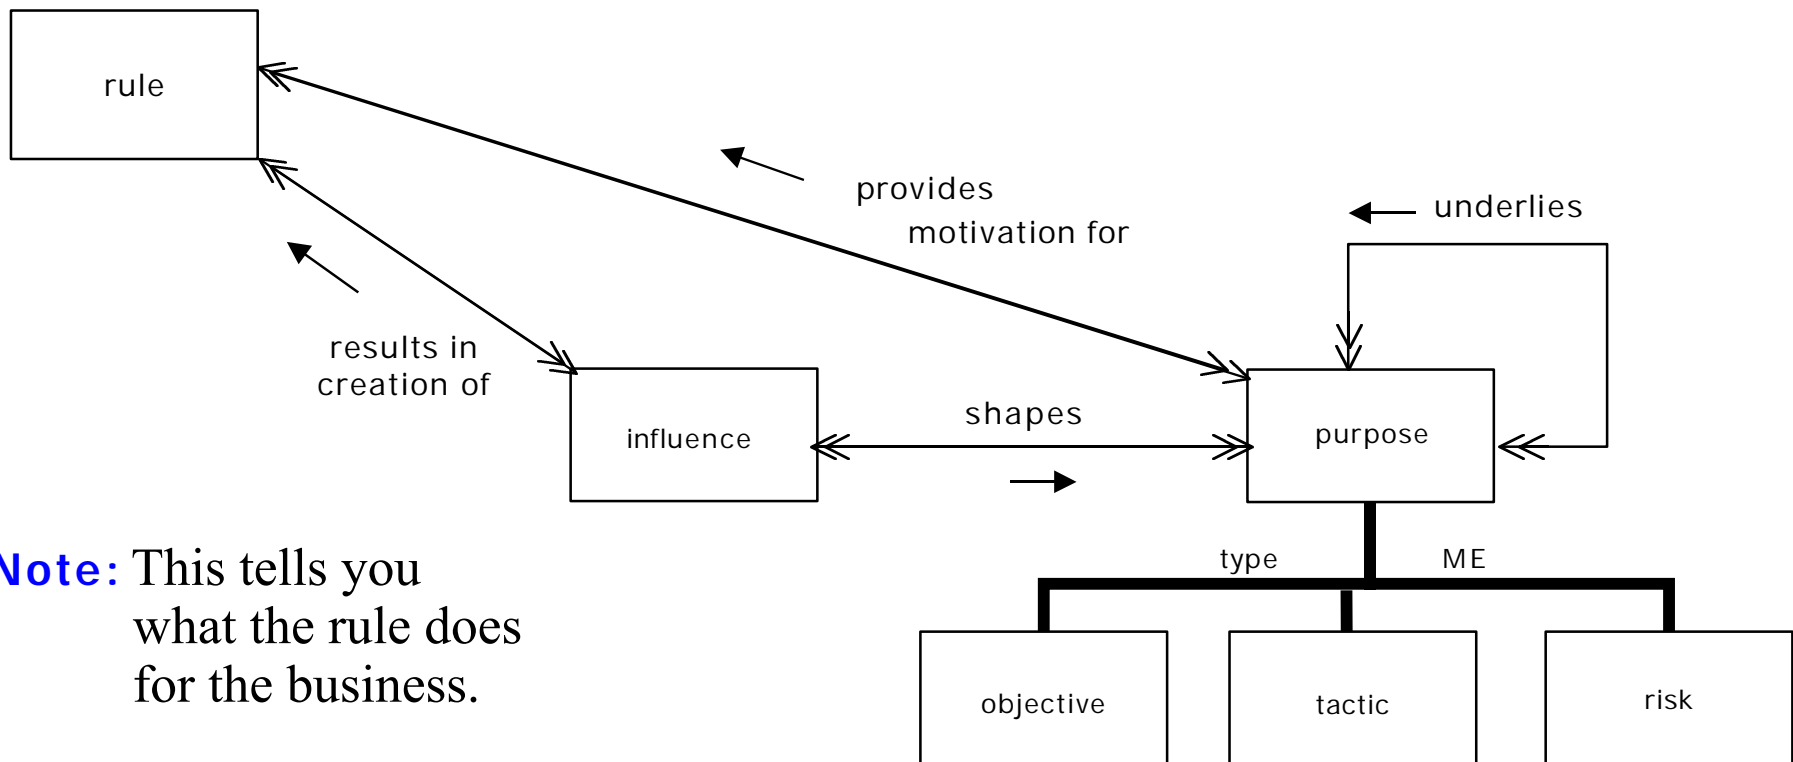 rule
provides
motivation for
underlies
results in
creation of
shapes
influence
purpose
type ME
Note: This tells you
what the rule does
for the business.
objective
tactic
risk